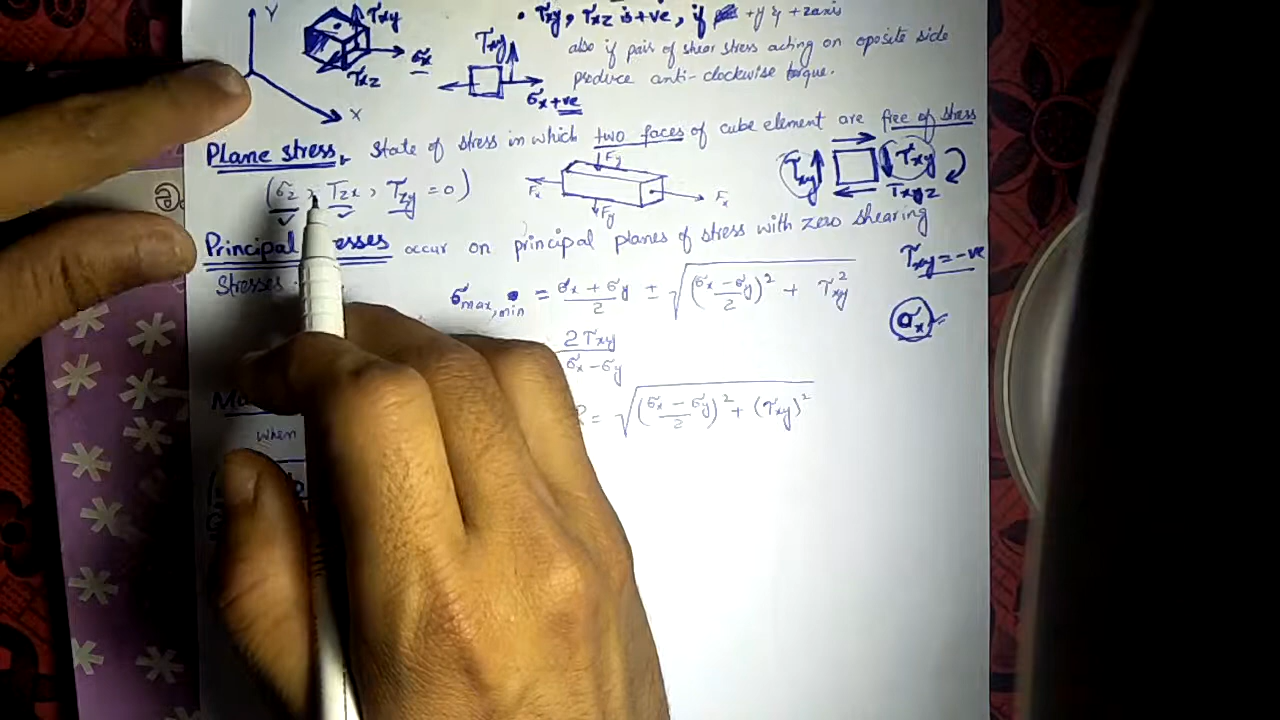 Y
τxy
• τxy, τxz is +ve, if +y & +z axis
σx
τxz
τxy
also if pair of shear stress acting on opposite side
produce anti-clockwise torque.
σx +ve
X
Plane stress, State of stress in which two faces of cube element are free of stress
(σz, τzx, τzy = 0)
Fy
Fx
Fx
Fy
τxy
τxy
Principal stresses occur on principal planes of stress with zero shearing
Stresses.
τxy = -ve
σmax,min = σx + σy / 2 ± √(σx - σy / 2)² + τ²xy
σx
2τxy / σx - σy
R = √(σx - σy / 2)² + (τxy)²
when